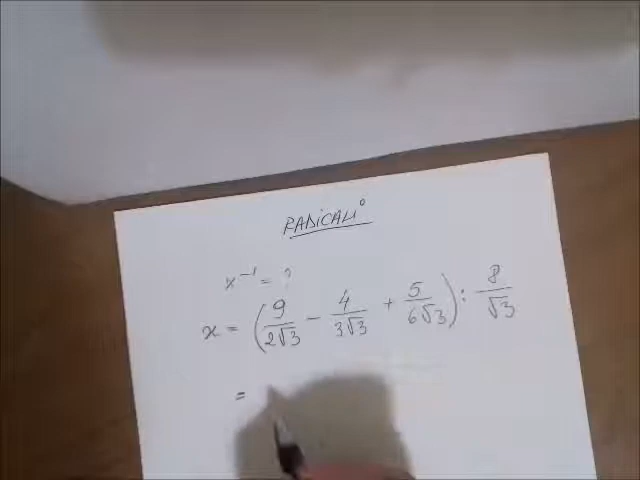 RADICALI
x⁻¹ = ?
x = (9/2√3 - 4/3√3 + 5/6√3) : 8/√3
=